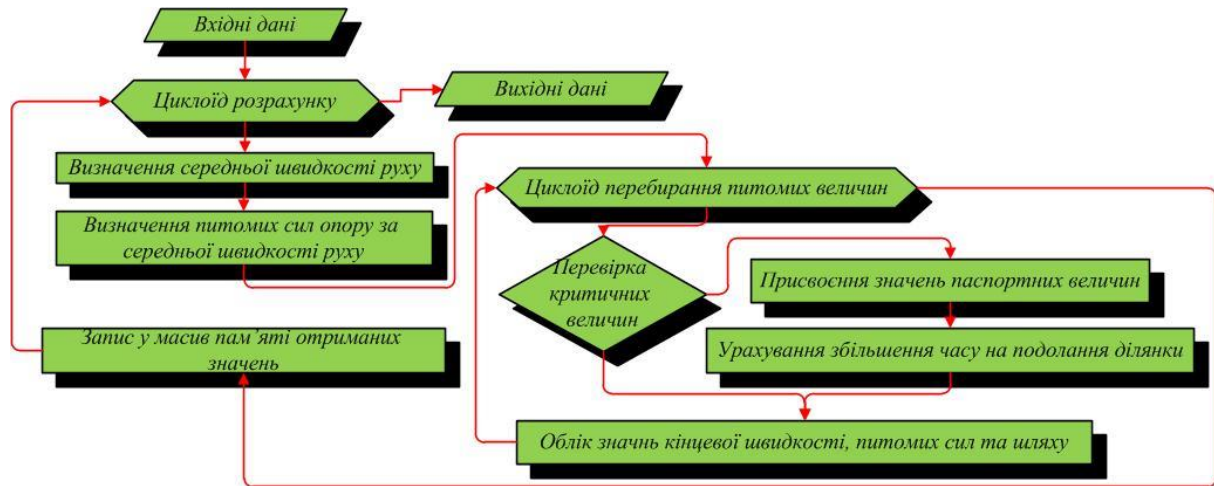 Вхідні дані
Циклоїд розрахунку
Вихідні дані
Визначення середньої швидкості руху
Визначення питомих сил опору за
середньої швидкості руху
Циклоїд перебирання питомих величин
Перевірка
критичних
величин
Присвоєння значень паспортних величин
Урахування збільшення часу на подолання ділянки
Запис у масив пам’яті отриманих
значень
Облік значнь кінцевої швидкості, питомих сил та шляху